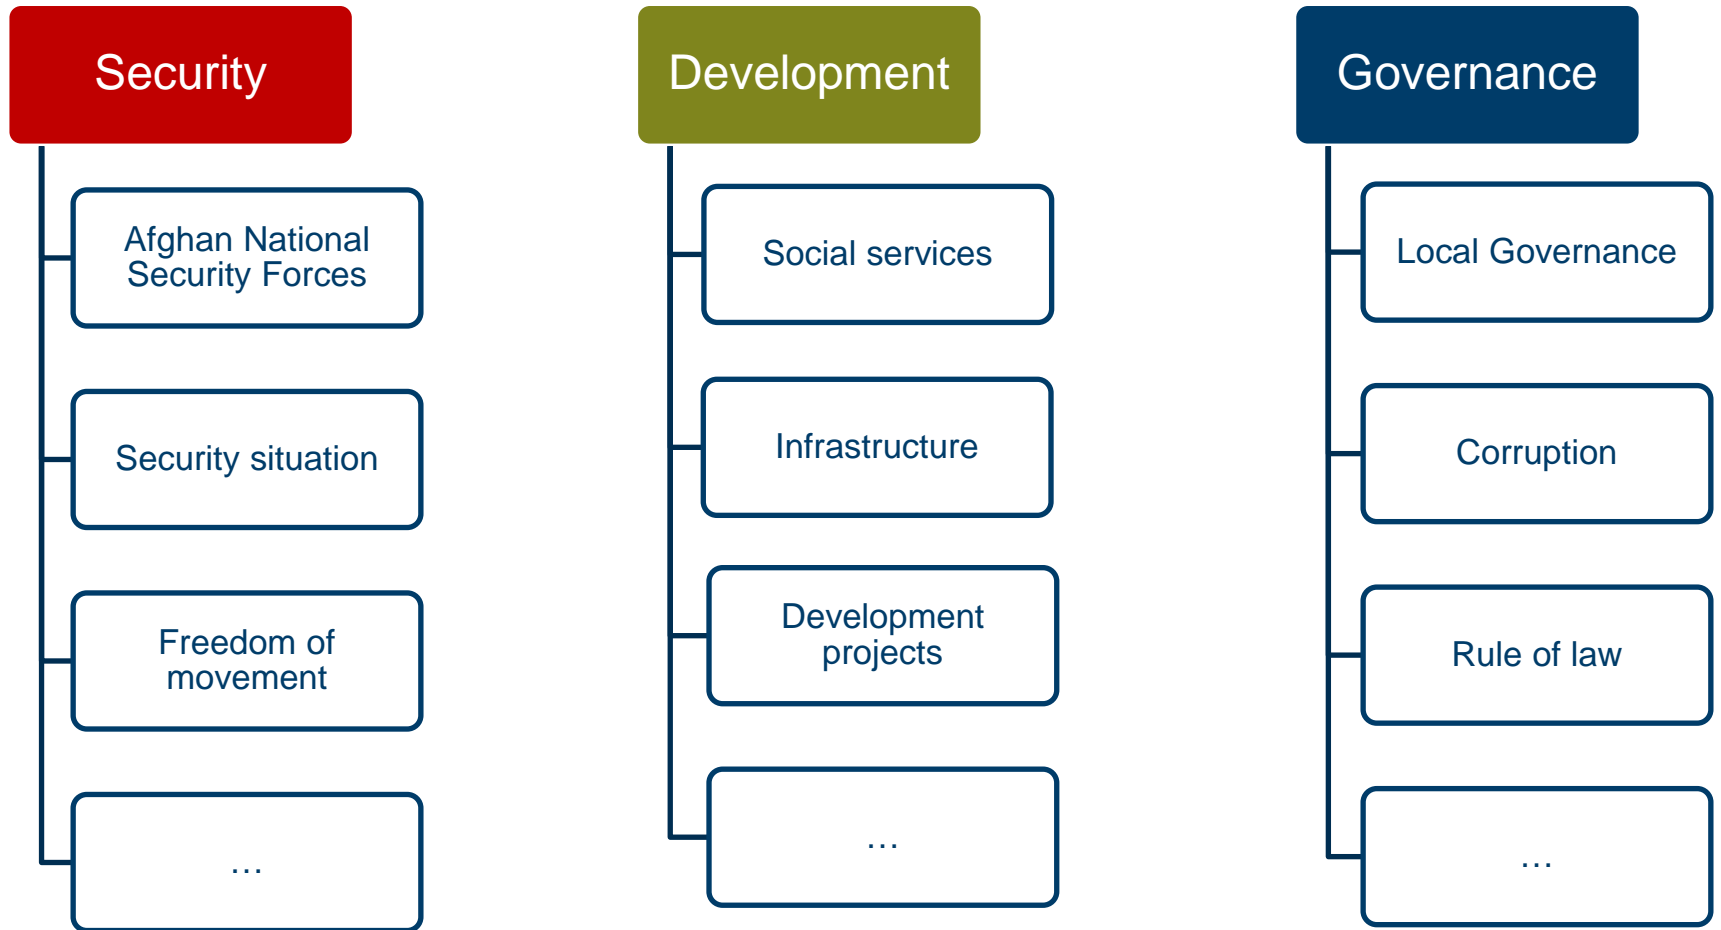 Security
Afghan National
Security Forces
Security situation
Freedom of
movement
…
Development
Social services
Infrastructure
Development
projects
…
Governance
Local Governance
Corruption
Rule of law
…